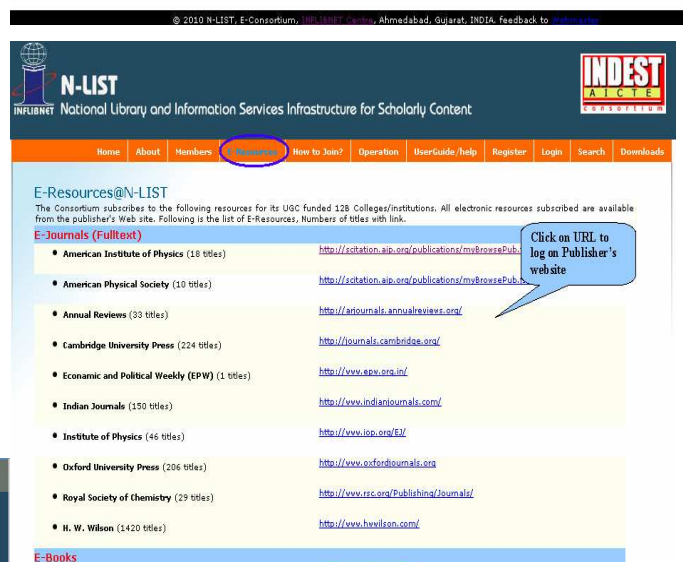 © 2010 N-LIST, E-Consortium, INFLIBNET Centre, Ahmedabad, Gujarat, INDIA. feedback to Webmaster
N-LIST
INFLIBNET National Library and Information Services Infrastructure for Scholarly Content
INDEST
AICTE
consortium
Home About Members E-Resources How to Join? Operation UserGuide/help Register Login Search Downloads
E-Resources@N-LIST
The Consortium subscribes to the following resources for its UGC funded 12B Colleges/institutions. All electronic resources subscribed are available
from the publisher's Web site. Following is the list of E-Resources, Numbers of titles with link.
E-Journals (Fulltext)
Click on URL to
log on Publisher's
website
• American Institute of Physics (18 titles) http://scitation.aip.org/publications/myBrowsePub.
• American Physical Society (10 titles) http://scitation.aip.org/publications/myBrowsePub.
• Annual Reviews (33 titles) http://arjournals.annualreviews.org/
• Cambridge University Press (224 titles) http://journals.cambridge.org/
• Economic and Political Weekly (EPW) (1 titles) http://www.epw.org.in/
• Indian Journals (150 titles) http://www.indianjournals.com/
• Institute of Physics (46 titles) http://www.iop.org/EJ/
• Oxford University Press (206 titles) http://www.oxfordjournals.org
• Royal Society of Chemistry (29 titles) http://www.rsc.org/Publishing/Journals/
• H. W. Wilson (1420 titles) http://www.hwwilson.com/
E-Books